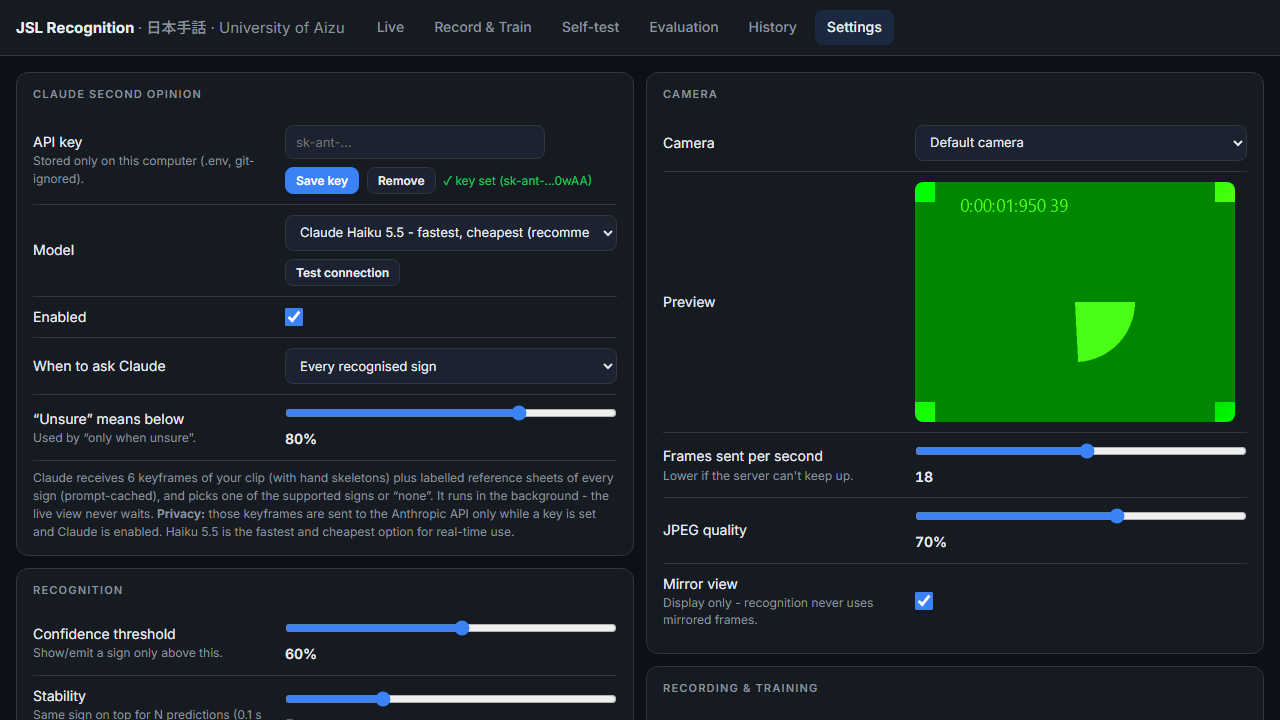 JSL Recognition · 日本手話 · University of Aizu
Live
Record & Train
Self-test
Evaluation
History
Settings
CLAUDE SECOND OPINION
API key
Stored only on this computer (.env, git-
ignored).
sk-ant-...
Save key
Remove
✓ key set (sk-ant-...0wAA)
Model
Claude Haiku 5.5 - fastest, cheapest (recomme
Test connection
Enabled
When to ask Claude
Every recognised sign
“Unsure” means below
Used by “only when unsure”.
80%
Claude receives 6 keyframes of your clip (with hand skeletons) plus labelled reference sheets of every
sign (prompt-cached), and picks one of the supported signs or “none”. It runs in the background - the
live view never waits. Privacy: those keyframes are sent to the Anthropic API only while a key is set
and Claude is enabled. Haiku 5.5 is the fastest and cheapest option for real-time use.
RECOGNITION
Confidence threshold
Show/emit a sign only above this.
60%
Stability
Same sign on top for N predictions (0.1 s
CAMERA
Camera
Default camera
Preview
0:00:01:950 39
Frames sent per second
Lower if the server can't keep up.
18
JPEG quality
70%
Mirror view
Display only - recognition never uses
mirrored frames.
RECORDING & TRAINING